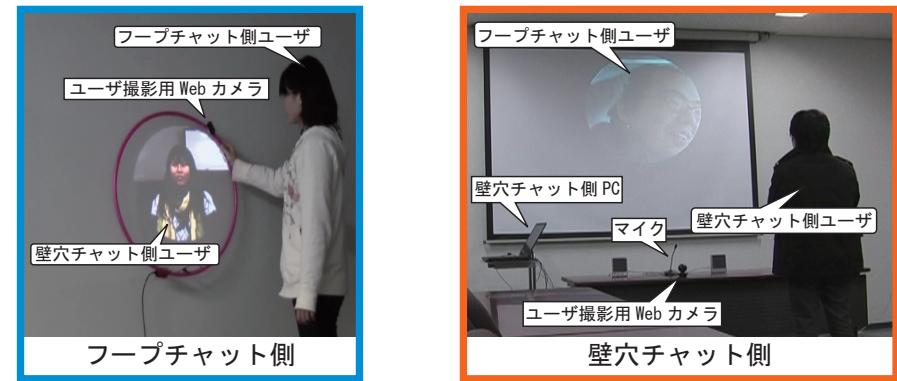 フープチャット側ユーザ
ユーザ撮影用 Web カメラ
壁穴チャット側ユーザ
フープチャット側
フープチャット側ユーザ
壁穴チャット側 PC
マイク
壁穴チャット側ユーザ
ユーザ撮影用 Web カメラ
壁穴チャット側